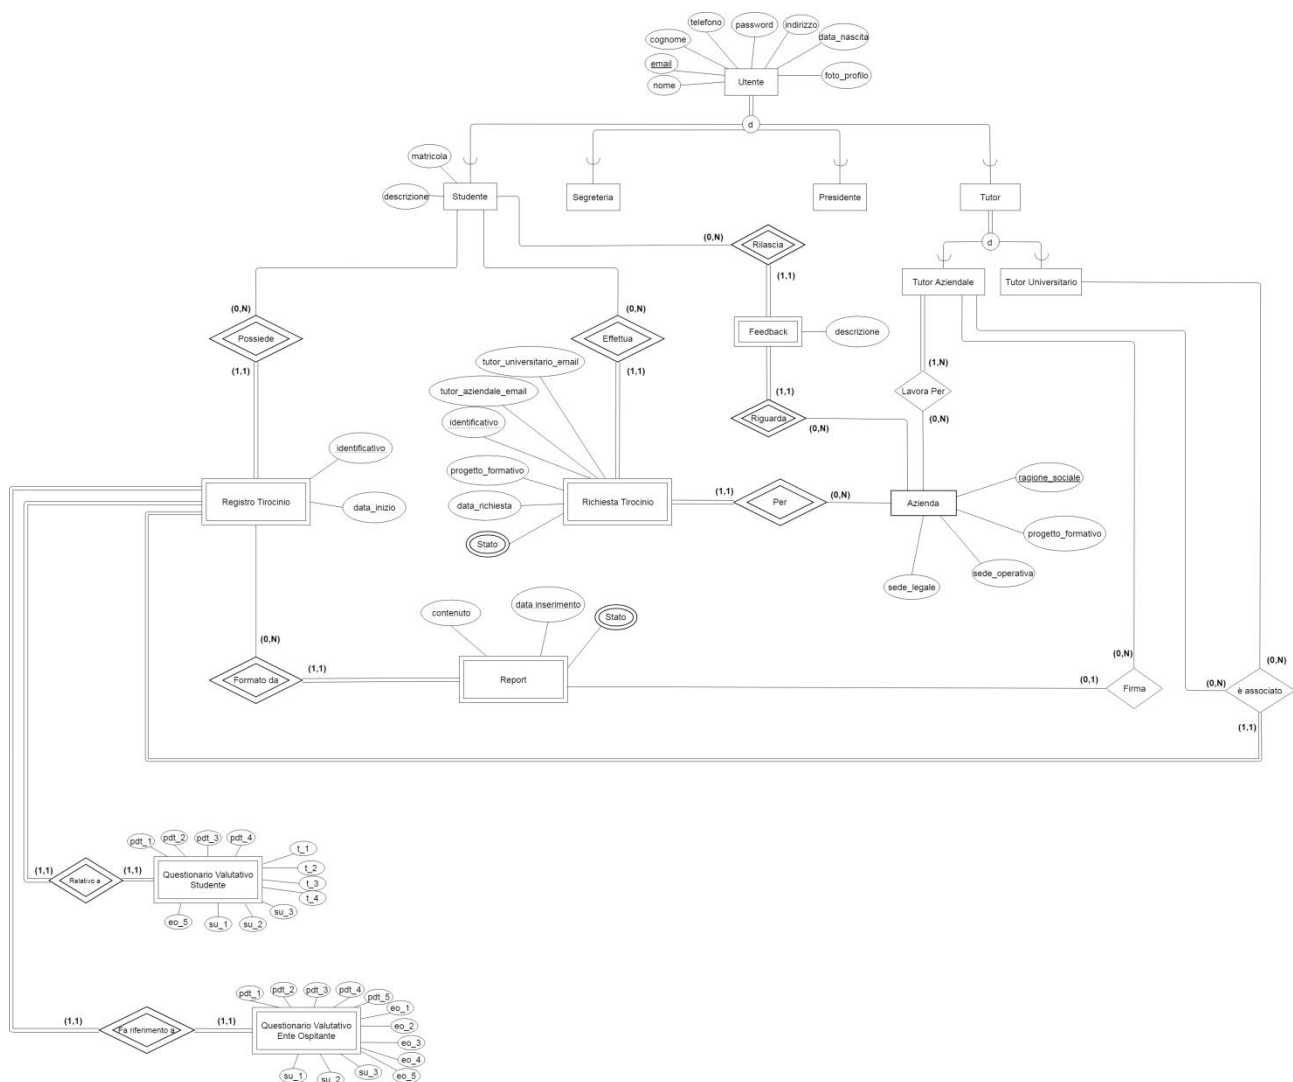 telefono
password
indirizzo
cognome
data_nascita
email
Utente
foto_profilo
nome
d
matricola
descrizione
Studente
Segreteria
Presidente
Tutor
(0,N)
Rilascia
d
(1,1)
Tutor Aziendale
Tutor Universitario
(0,N)
(0,N)
Possiede
Effettua
Feedback
descrizione
(1,1)
(1,1)
tutor_universitario_email
(1,N)
tutor_aziendale_email
(1,1)
Lavora Per
identificativo
Riguarda
(0,N)
(0,N)
identificativo
progetto_formativo
ragione_sociale
(1,1)
(0,N)
Registro Tirocinio
Richiesta Tirocinio
Per
Azienda
data_inizio
data_richiesta
progetto_formativo
Stato
sede_operativa
sede_legale
contenuto
data inserimento
Stato
(0,N)
(0,N)
(0,N)
(1,1)
Formato da
Report
(0,1)
Firma
(0,N)
è associato
(1,1)
pdt_1
pdt_2
pdt_3
pdt_4
t_1
t_2
t_3
t_4
(1,1)
Relativo a
(1,1)
Questionario Valutativo
Studente
su_3
eo_5
su_1
su_2
pdt_1
pdt_2
pdt_3
pdt_4
pdt_5
eo_1
eo_2
eo_3
eo_4
eo_5
(1,1)
Fa riferimento a
(1,1)
Questionario Valutativo
Ente Ospitante
su_1
su_2
su_3